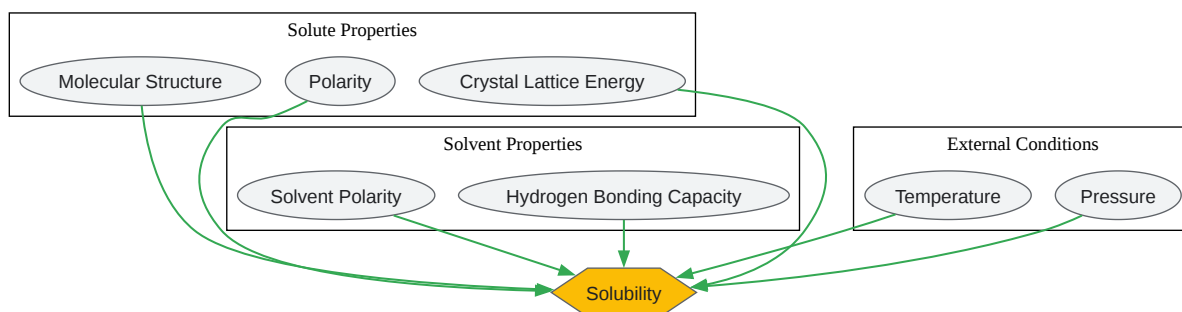 Solute Properties
Molecular Structure
Polarity
Crystal Lattice Energy
Solvent Properties
External Conditions
Solvent Polarity
Hydrogen Bonding Capacity
Temperature
Pressure
Solubility